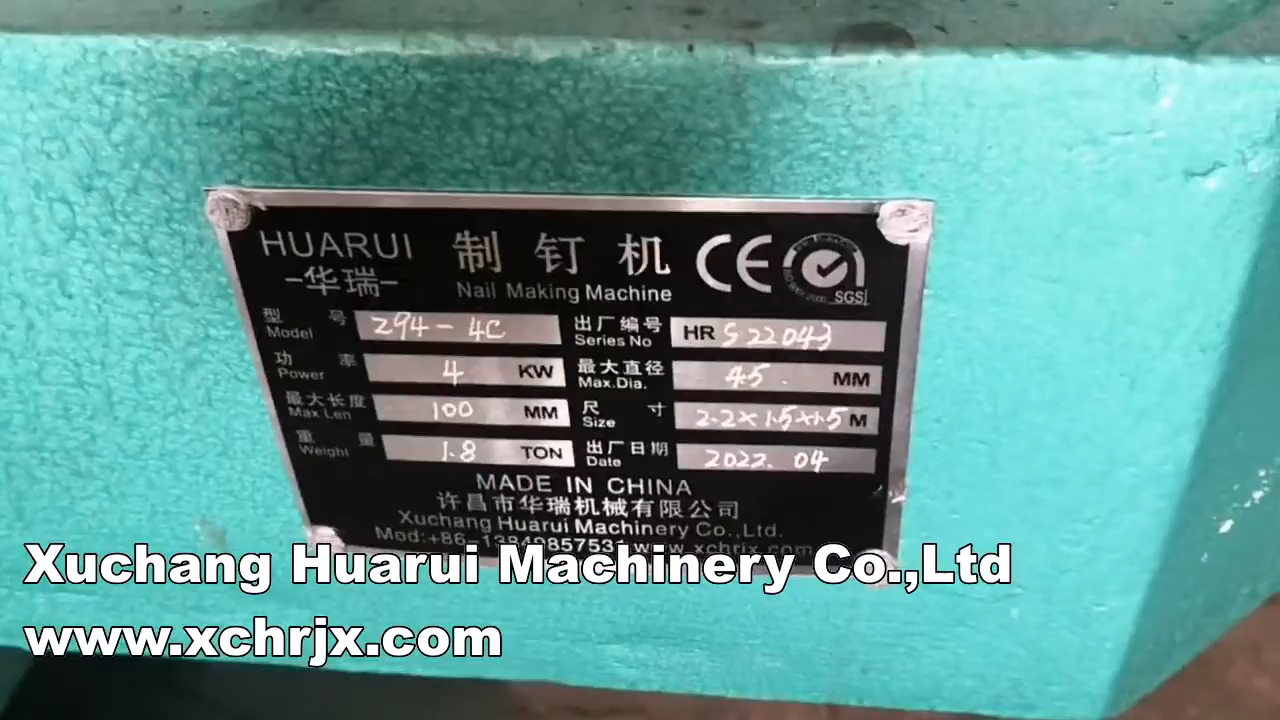 HUARUI 制钉机 CE
-华瑞- Nail Making Machine SGS
型号 Model Z94-4C 出厂编号 Series No HR S22043
功率 Power 4 KW 最大直径 Max.Dia. 4.5 MM
最大长度 Max Len 100 MM 尺寸 Size 2.2×1.5×1.5 M
重量 Weight 1.8 TON 出厂日期 Date 2022. 04
MADE IN CHINA
许昌市华瑞机械有限公司
Xuchang Huarui Machinery Co.,Ltd.
www.xchrjx.com
Xuchang Huarui Machinery Co.,Ltd
www.xchrjx.com